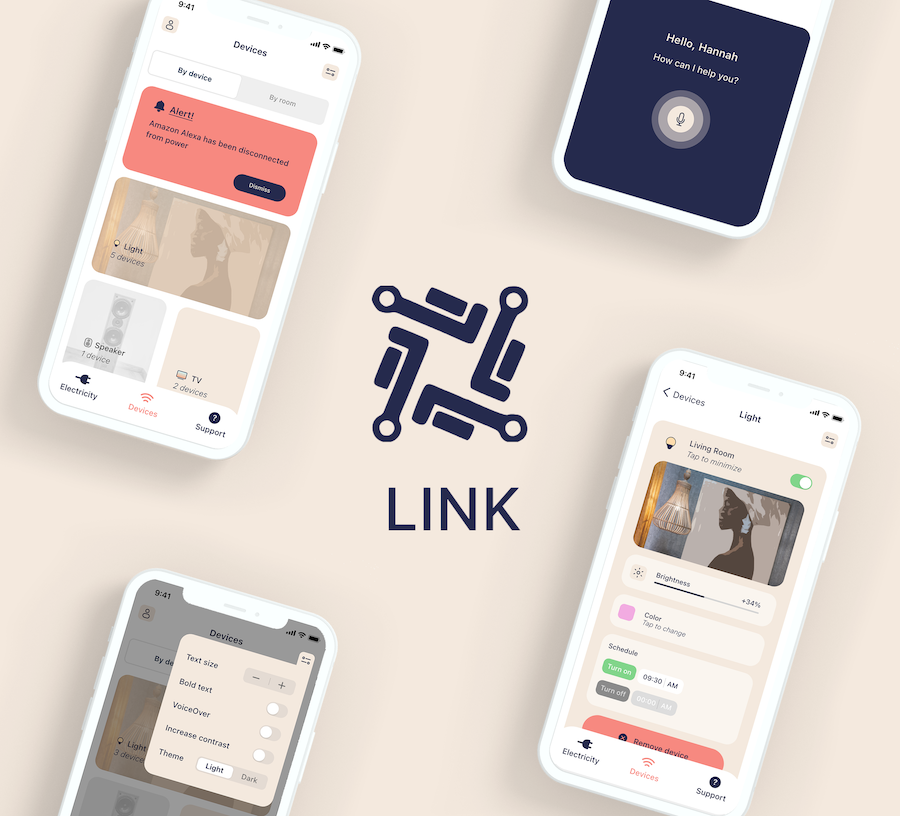 9:41
Devices
By device
By room
Alert!
Amazon Alexa has been disconnected
from power
Dismiss
Light
5 devices
Speaker
1 device
TV
2 devices
Electricity
Devices
Support
Hello, Hannah
How can I help you?
LINK
9:41
Devices
By de
Light
3 devices
Text size
Bold text
VoiceOver
Increase contrast
Theme
Light
Dark
9:41
Devices
Light
Living Room
Tap to minimize
Brightness
+34%
Color
Tap to change
Schedule
Turn on
09:30 AM
Turn off
00:00 AM
Remove device
Electricity
Devices
Support